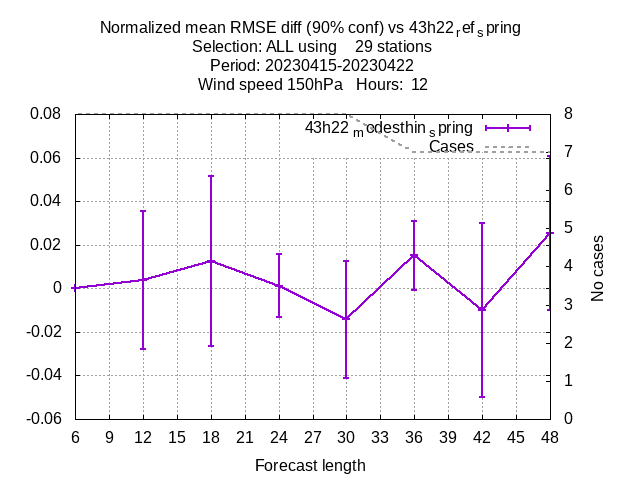 Normalized mean RMSE diff (90% conf) vs 43h22ref_spring
Selection: ALL using 29 stations
Period: 20230415-20230422
Wind speed 150hPa Hours: 12
43h22modesthinspring
Cases
0.08
0.06
0.04
0.02
0
-0.02
-0.04
-0.06
8
7
6
5
4
3
2
1
0
No cases
6 9 12 15 18 21 24 27 30 33 36 39 42 45 48
Forecast length